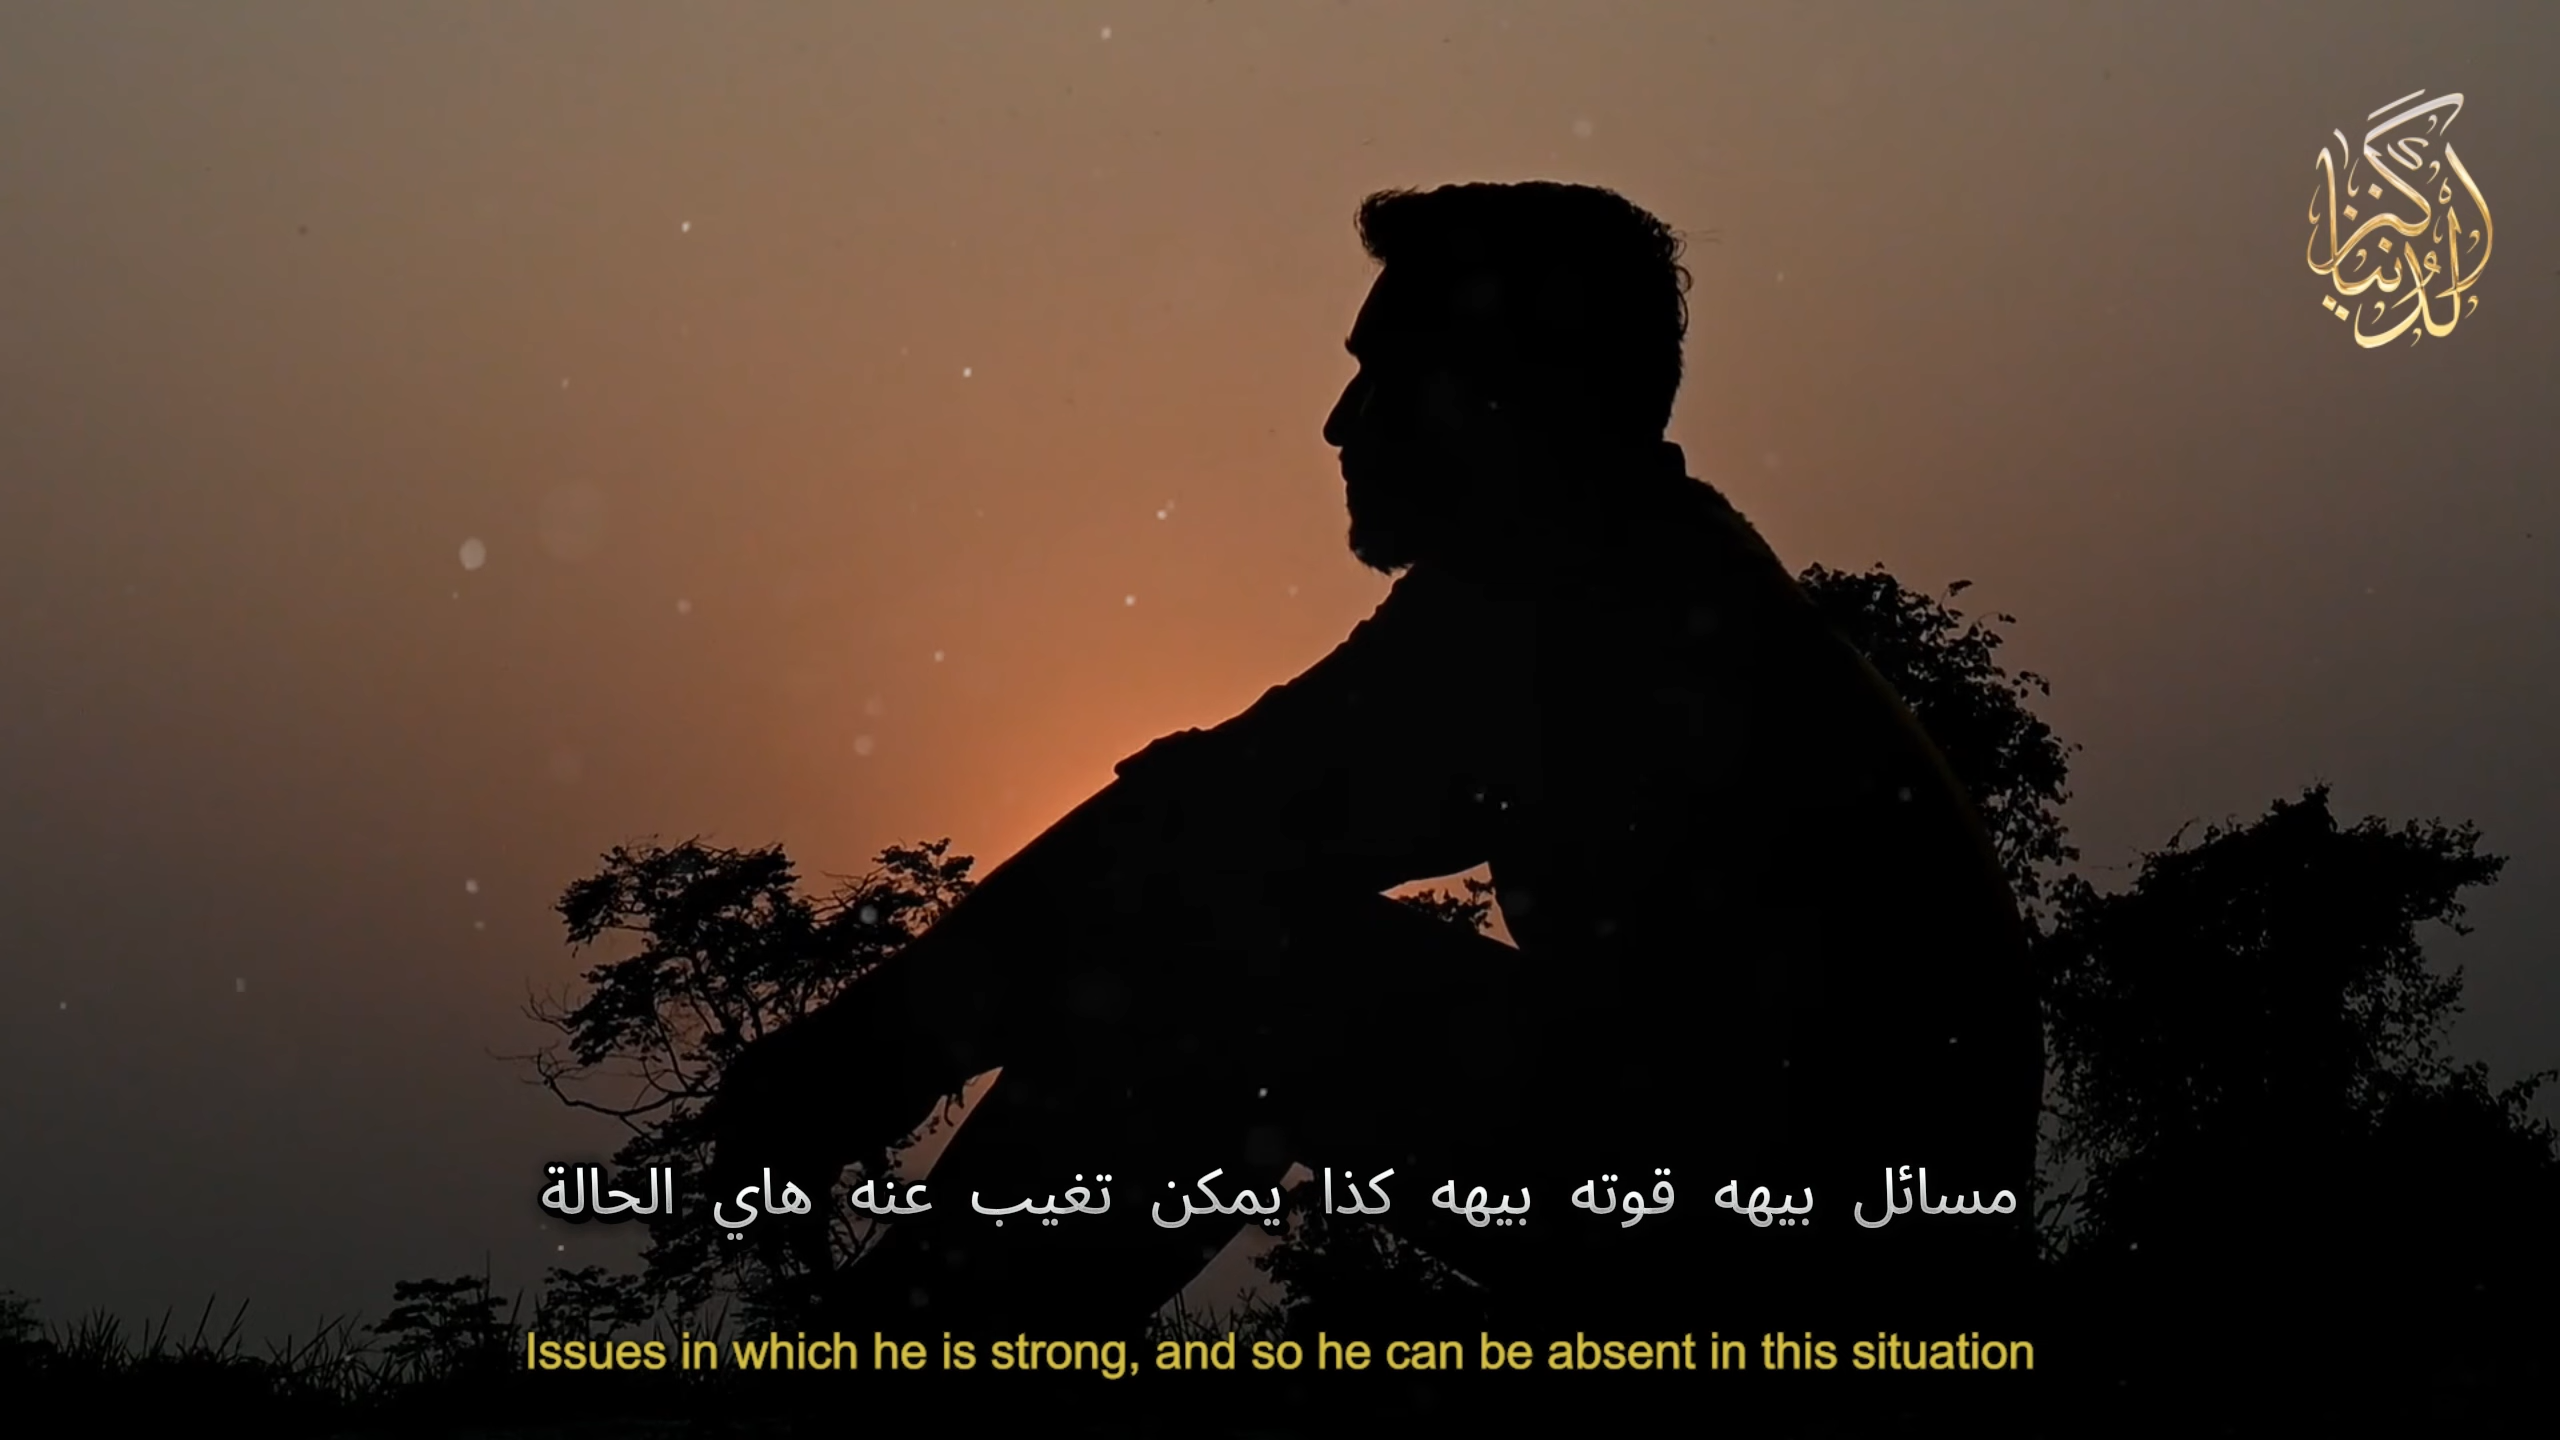 مسائل بيهه قوته بيهه كذا يمكن تغيب عنه هاي الحالة
Issues in which he is strong, and so he can be absent in this situation